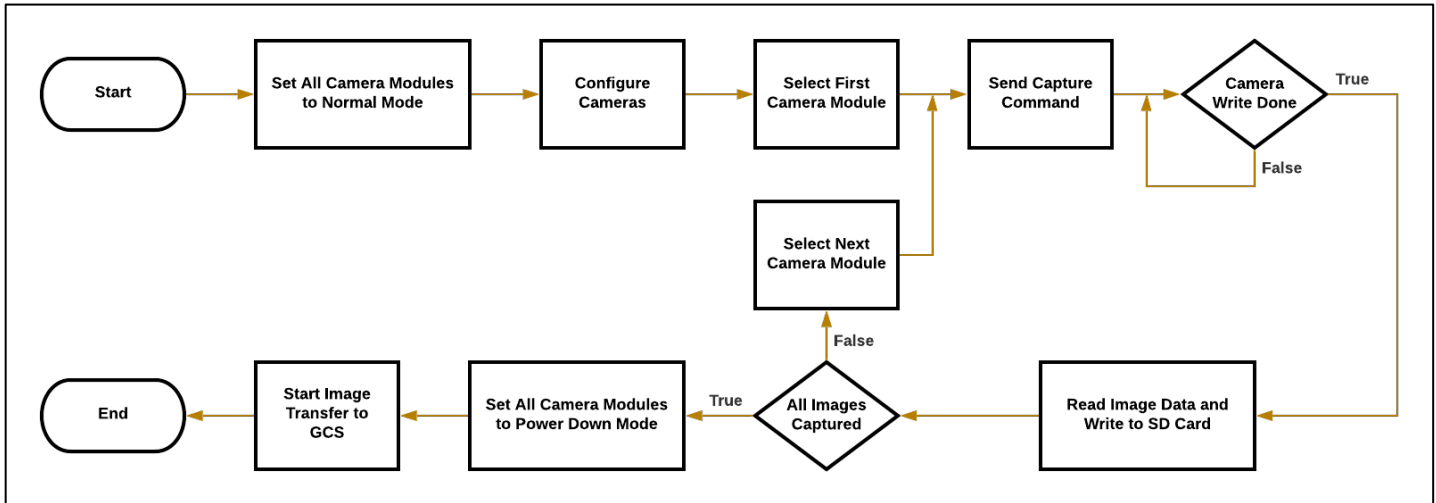 Start
Set All Camera Modules
to Normal Mode
Configure
Cameras
Select First
Camera Module
Send Capture
Command
Camera
Write Done
True
False
Select Next
Camera Module
False
End
Start Image
Transfer to
GCS
Set All Camera Modules
to Power Down Mode
True
All Images
Captured
Read Image Data and
Write to SD Card